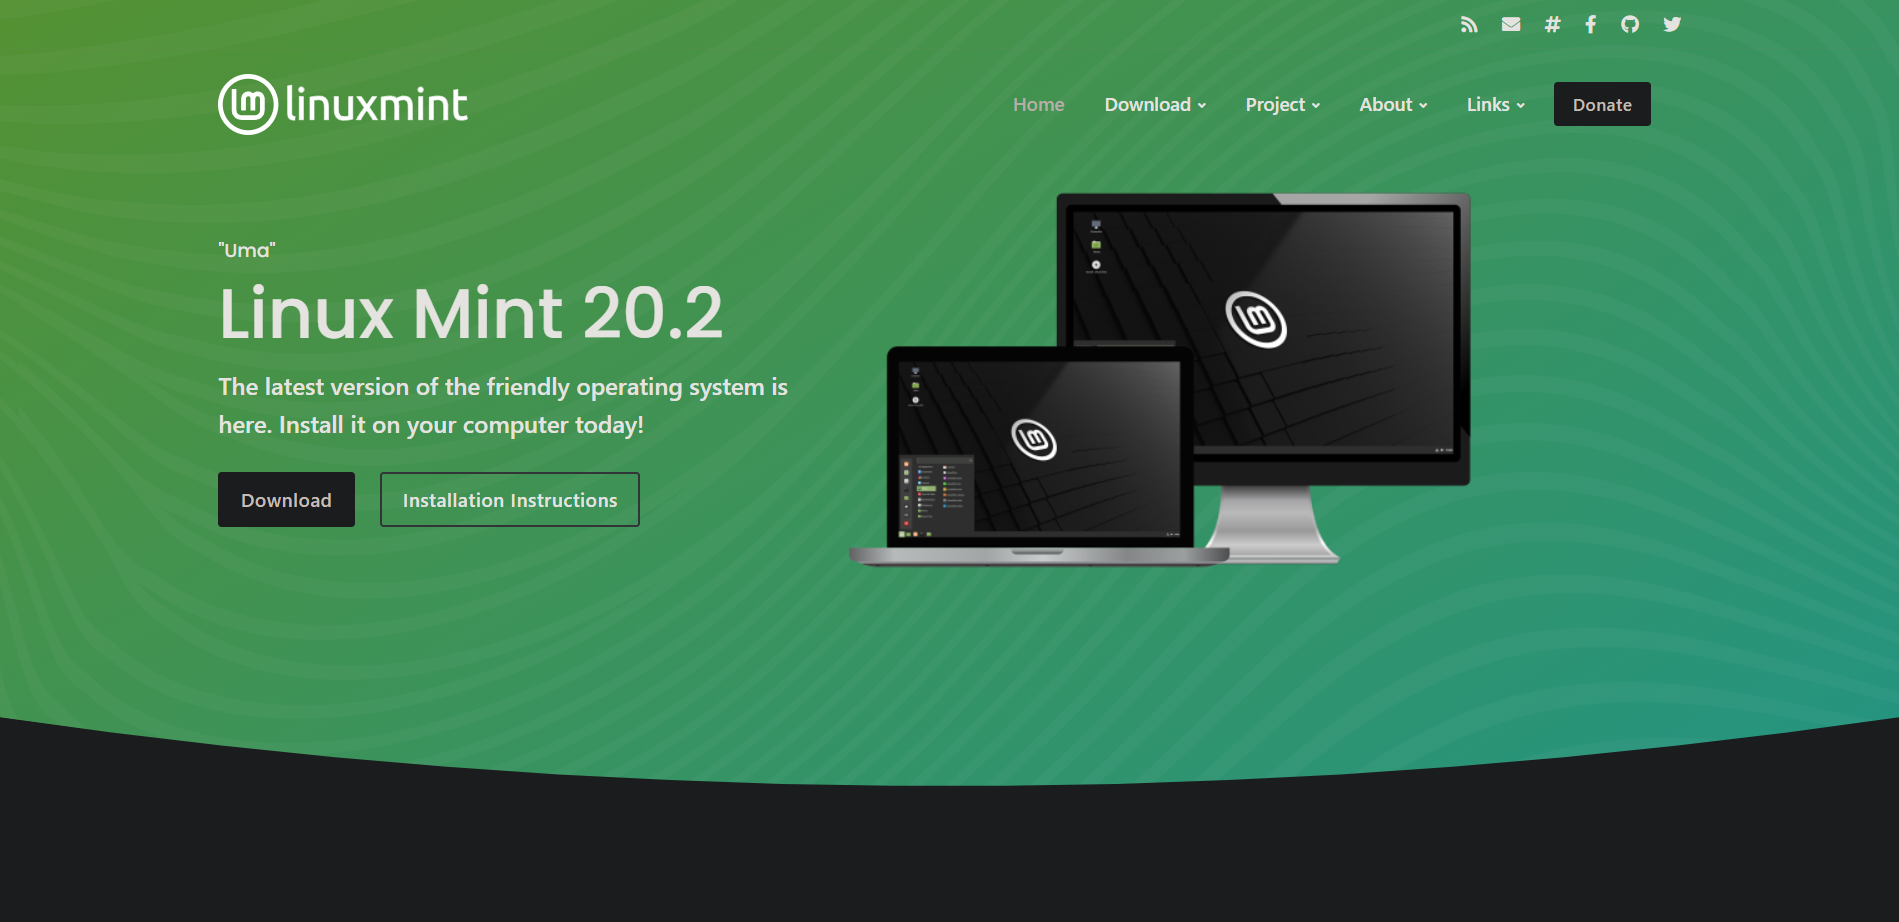 linuxmint
Home Download Project About Links Donate
"Uma"
Linux Mint 20.2
The latest version of the friendly operating system is
here. Install it on your computer today!
Download Installation Instructions